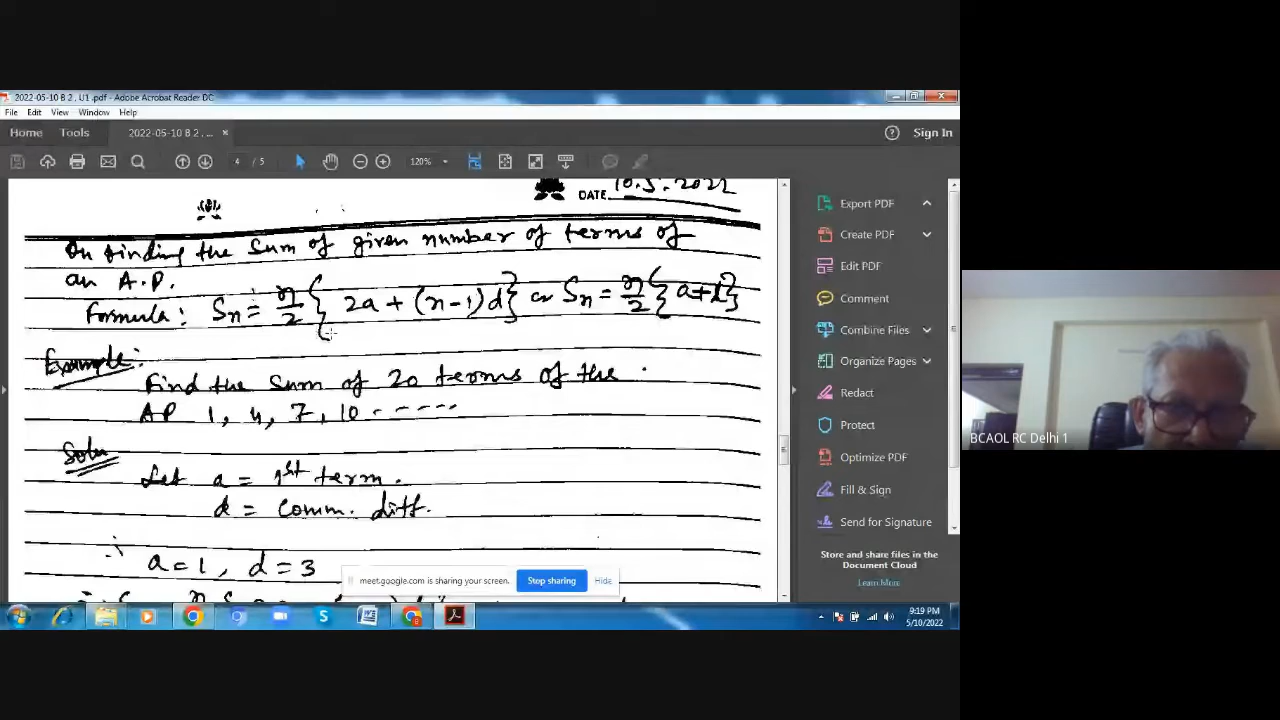 2022-05-10 B 2 , U1 .pdf - Adobe Acrobat Reader DC
File Edit View Window Help
Home Tools 2022-05-10 B 2 , ... × Sign In
4 / 5 120%
DATE 10.5.2022
On finding the sum of given number of terms of
an A.P.
Formula: Sn = n/2 { 2a + (n-1)d } or Sn = n/2 { a+l }
Example:
Find the sum of 20 terms of the
AP 1, 4, 7, 10 - - - - -
Soln
Let a = 1st term.
d = comm. diff.
∴ a = 1, d = 3
meet.google.com is sharing your screen. Stop sharing Hide
Export PDF
Create PDF
Edit PDF
Comment
Combine Files
Organize Pages
Redact
Protect
Optimize PDF
Fill & Sign
Send for Signature
Store and share files in the
Document Cloud
Learn More
9:19 PM
5/10/2022
BCAOL RC Delhi 1